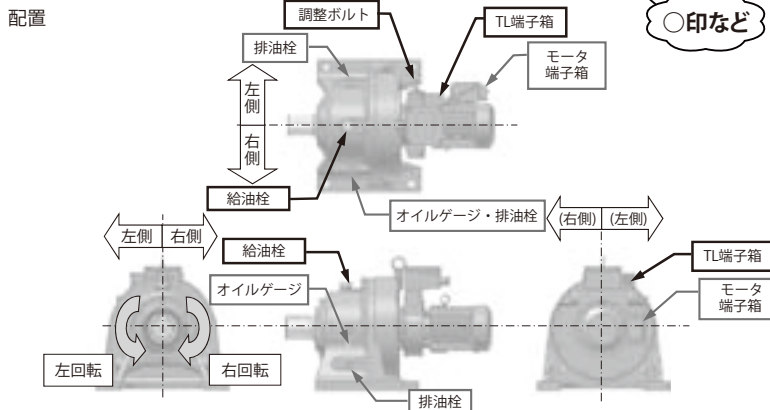 配置
調整ボルト
TL端子箱
○印など
排油栓
モータ
端子箱
左側
右側
給油栓
オイルゲージ・排油栓
(右側)
(左側)
左側
右側
給油栓
TL端子箱
オイルゲージ
モータ
端子箱
左回転
右回転
排油栓